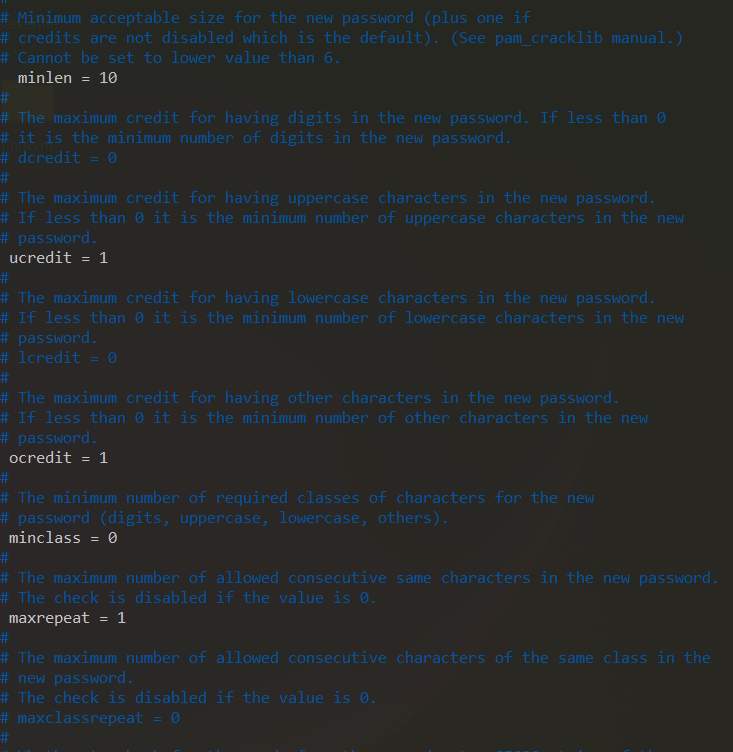 #
# Minimum acceptable size for the new password (plus one if
# credits are not disabled which is the default). (See pam_cracklib manual.)
# Cannot be set to lower value than 6.
  minlen = 10
#
# The maximum credit for having digits in the new password. If less than 0
# it is the minimum number of digits in the new password.
# dcredit = 0
#
# The maximum credit for having uppercase characters in the new password.
# If less than 0 it is the minimum number of uppercase characters in the new
# password.
 ucredit = 1
#
# The maximum credit for having lowercase characters in the new password.
# If less than 0 it is the minimum number of lowercase characters in the new
# password.
# lcredit = 0
#
# The maximum credit for having other characters in the new password.
# If less than 0 it is the minimum number of other characters in the new
# password.
 ocredit = 1
#
# The minimum number of required classes of characters for the new
# password (digits, uppercase, lowercase, others).
 minclass = 0
#
# The maximum number of allowed consecutive same characters in the new password.
# The check is disabled if the value is 0.
 maxrepeat = 1
#
# The maximum number of allowed consecutive characters of the same class in the
# new password.
# The check is disabled if the value is 0.
# maxclassrepeat = 0
#